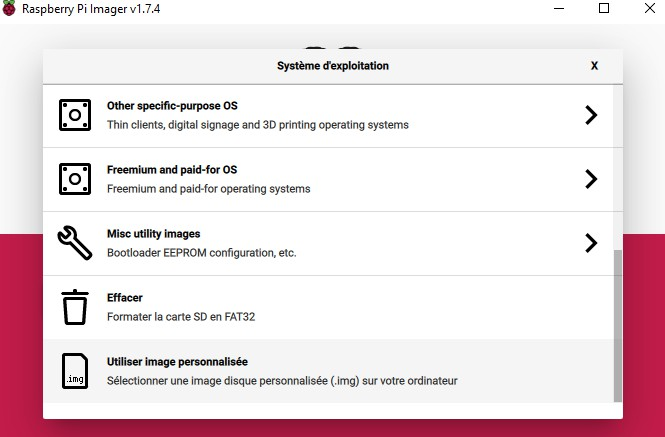 Raspberry Pi Imager v1.7.4
Système d'exploitation
X
Other specific-purpose OS
Thin clients, digital signage and 3D printing operating systems
Freemium and paid-for OS
Freemium and paid-for operating systems
Misc utility images
Bootloader EEPROM configuration, etc.
Effacer
Formater la carte SD en FAT32
.img
Utiliser image personnalisée
Sélectionner une image disque personnalisée (.img) sur votre ordinateur